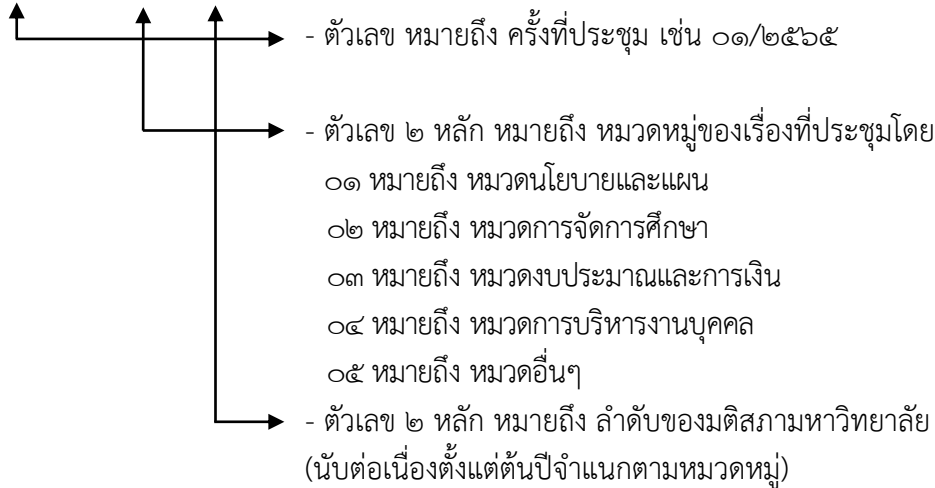 - ตัวเลข หมายถึง ครั้งที่ประชุม เช่น ๐๑/๒๕๖๕
- ตัวเลข ๒ หลัก หมายถึง หมวดหมู่ของเรื่องที่ประชุมโดย
๐๑ หมายถึง หมวดนโยบายและแผน
๐๒ หมายถึง หมวดการจัดการศึกษา
๐๓ หมายถึง หมวดงบประมาณและการเงิน
๐๔ หมายถึง หมวดการบริหารงานบุคคล
๐๕ หมายถึง หมวดอื่นๆ
- ตัวเลข ๒ หลัก หมายถึง ลำดับของมติสภามหาวิทยาลัย
(นับต่อเนื่องตั้งแต่ต้นปีจำแนกตามหมวดหมู่)